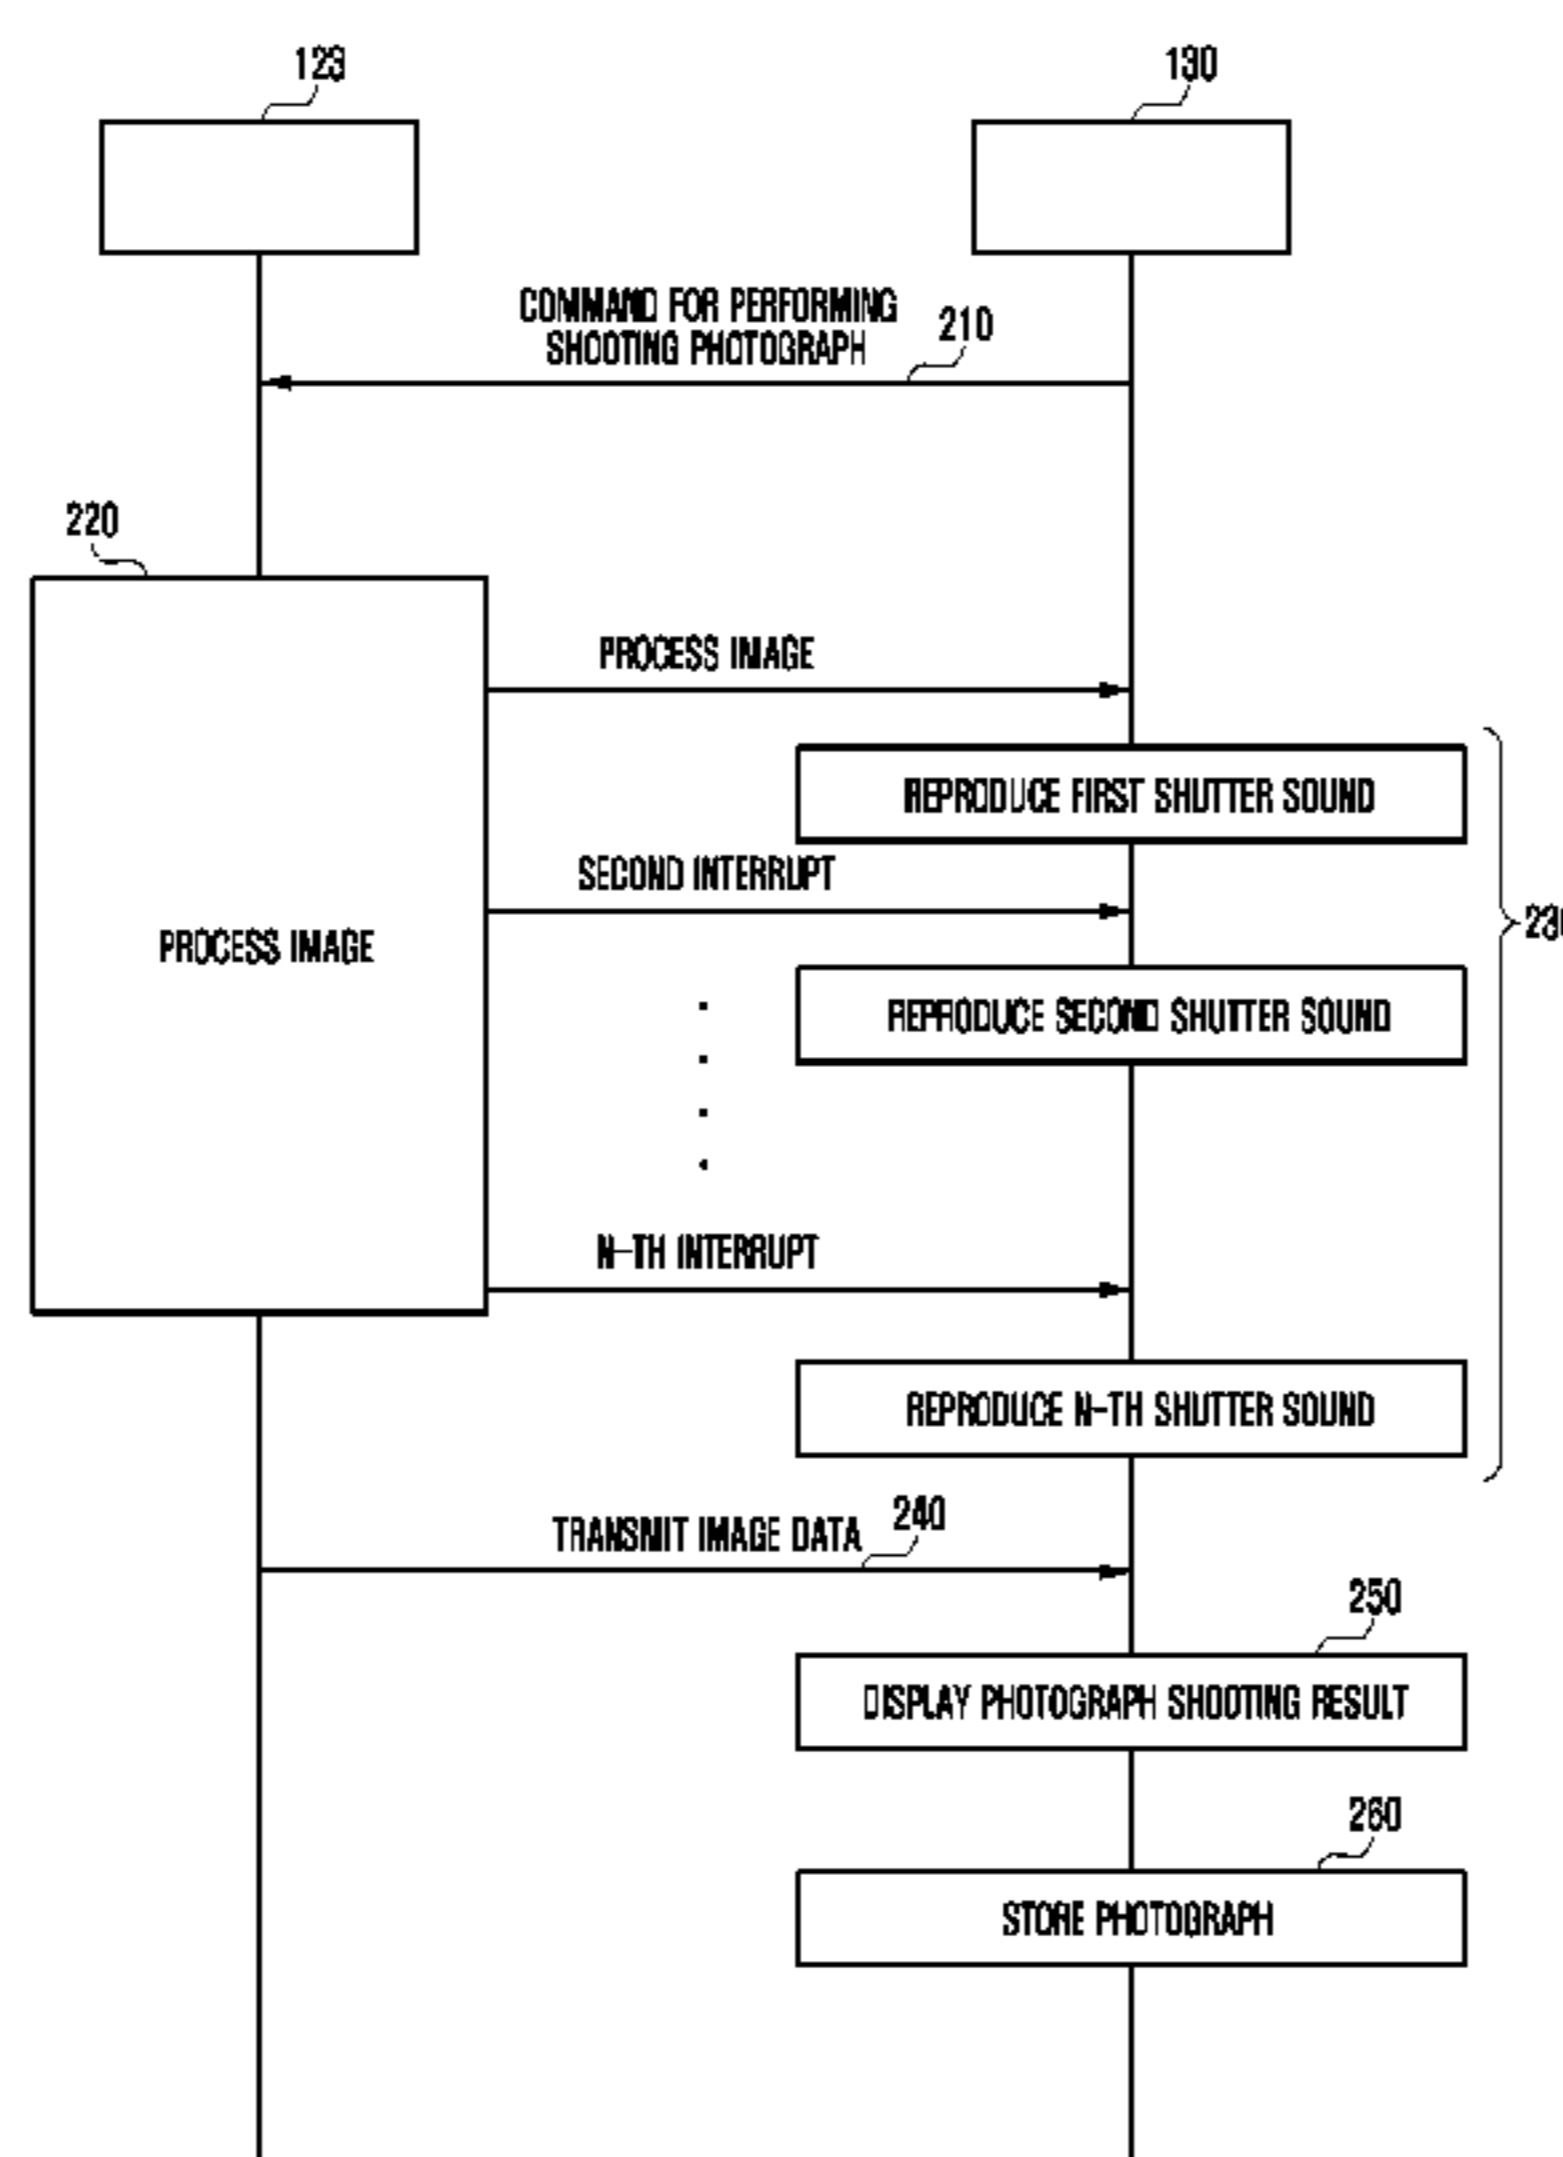 123
130
COMMAND FOR PERFORMING
SHOOTING PHOTOGRAPH
210
220
PROCESS IMAGE
REPRODUCE FIRST SHUTTER SOUND
SECOND INTERRUPT
230
PROCESS IMAGE
REPRODUCE SECOND SHUTTER SOUND
N-TH INTERRUPT
REPRODUCE N-TH SHUTTER SOUND
TRANSMIT IMAGE DATA
240
250
DISPLAY PHOTOGRAPH SHOOTING RESULT
260
STORE PHOTOGRAPH